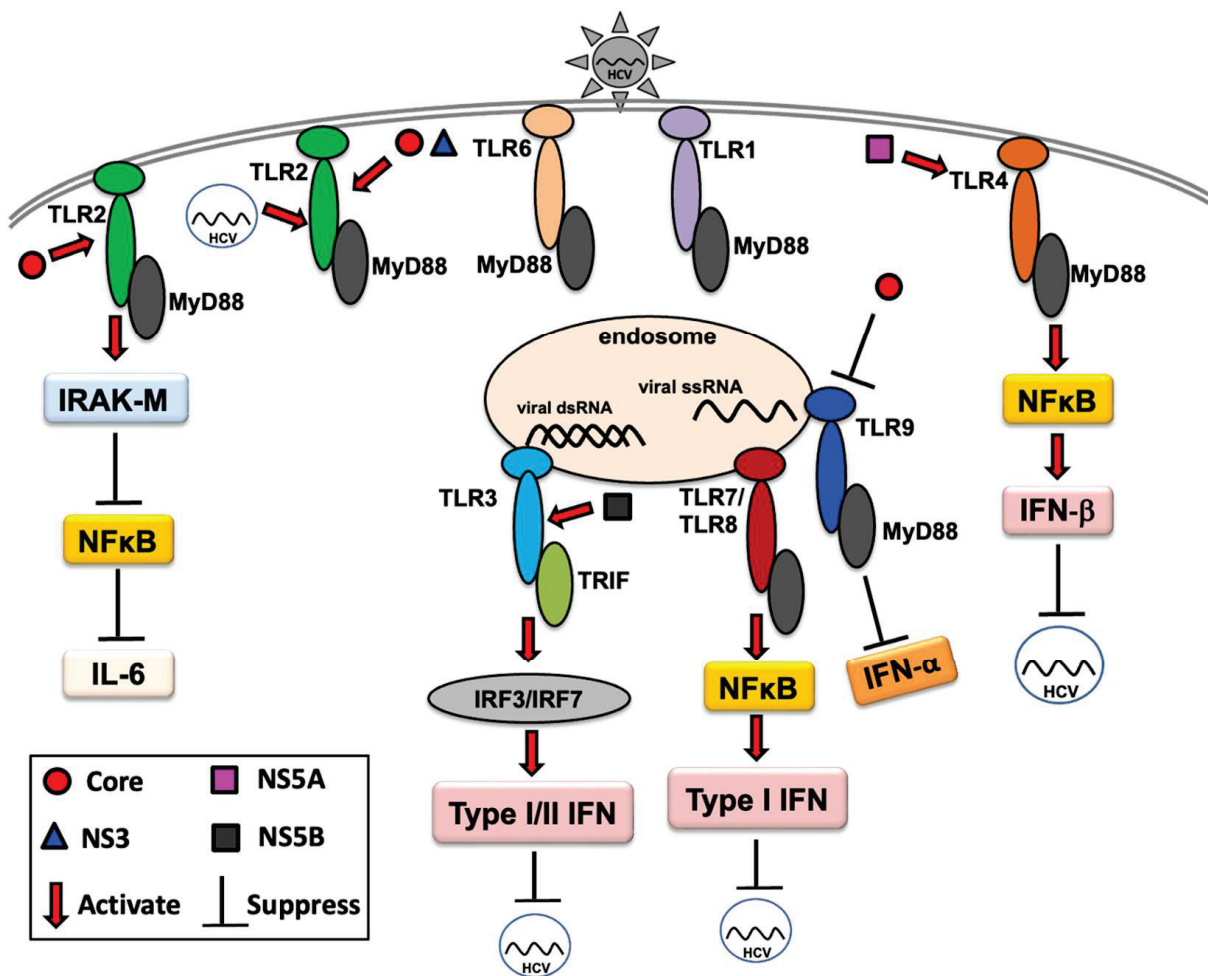 HCV
TLR2
MyD88
TLR2
HCV
MyD88
TLR6
MyD88
TLR1
MyD88
TLR4
MyD88
IRAK-M
NFκB
IL-6
endosome
viral dsRNA
viral ssRNA
TLR3
TRIF
IRF3/IRF7
Type I/II IFN
HCV
TLR7/
TLR8
NFκB
Type I IFN
HCV
TLR9
MyD88
IFN-α
NFκB
IFN-β
HCV
Core
NS5A
NS3
NS5B
Activate
Suppress